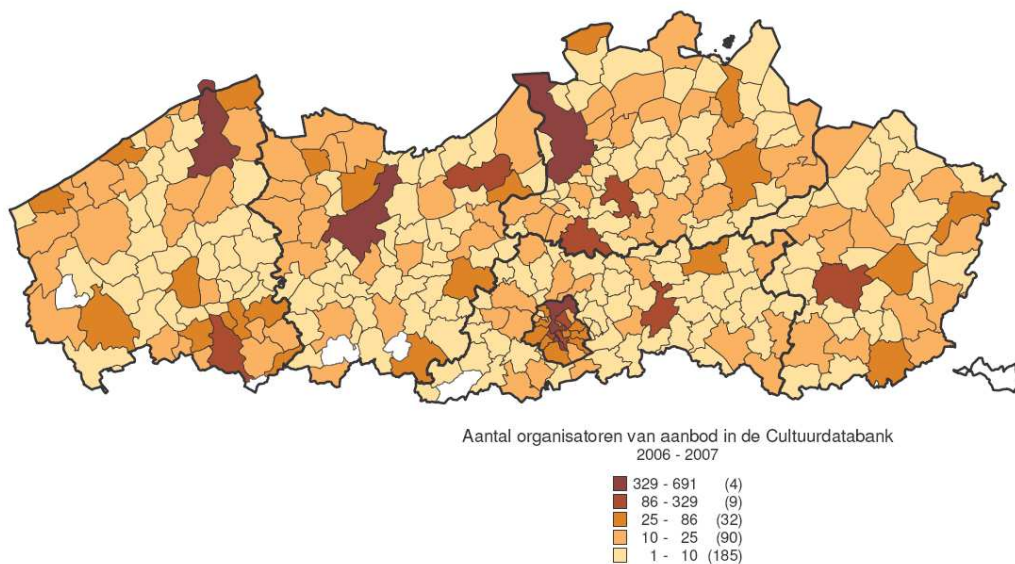 Aantal organisatoren van aanbod in de Cultuurdatabank
2006 - 2007
329 - 691 (4)
86 - 329 (9)
25 - 86 (32)
10 - 25 (90)
1 - 10 (185)